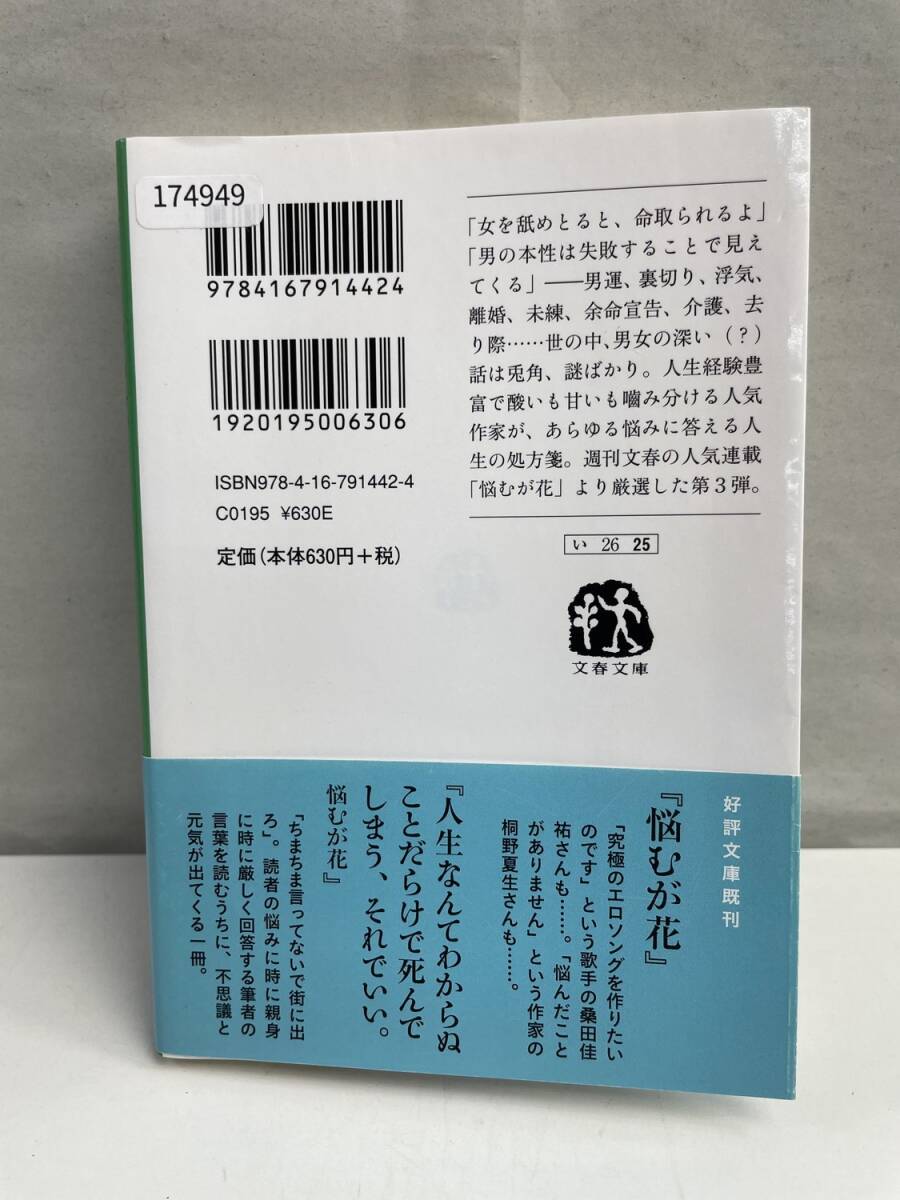 174949
9784167914424
1920195006306
ISBN978-4-16-791442-4
C0195 ¥630E
定価(本体630円+税)
「女を舐めとると、命取られるよ」
「男の本性は失敗することで見え
てくる」――男運、裏切り、浮気、
離婚、未練、余命宣告、介護、去
り際……世の中、男女の深い(?)
話は兎角、謎ばかり。人生経験豊
富で酸いも甘いも嚙み分ける人気
作家が、あらゆる悩みに答える人
生の処方箋。週刊文春の人気連載
「悩むが花」より厳選した第3弾。
い 26 25
文春文庫
好評文庫既刊
『悩むが花』
「究極のエロソングを作りたい
のです」という歌手の桑田佳
祐さんも……。「悩んだこと
がありません」という作家の
桐野夏生さんも……。
『人生なんてわからぬ
ことだらけで死んで
しまう、それでいい。
悩むが花』
「ちまちま言ってないで街に出
ろ」。読者の悩みに時に親身
に時に厳しく回答する筆者の
言葉を読むうちに、不思議と
元気が出てくる一冊。